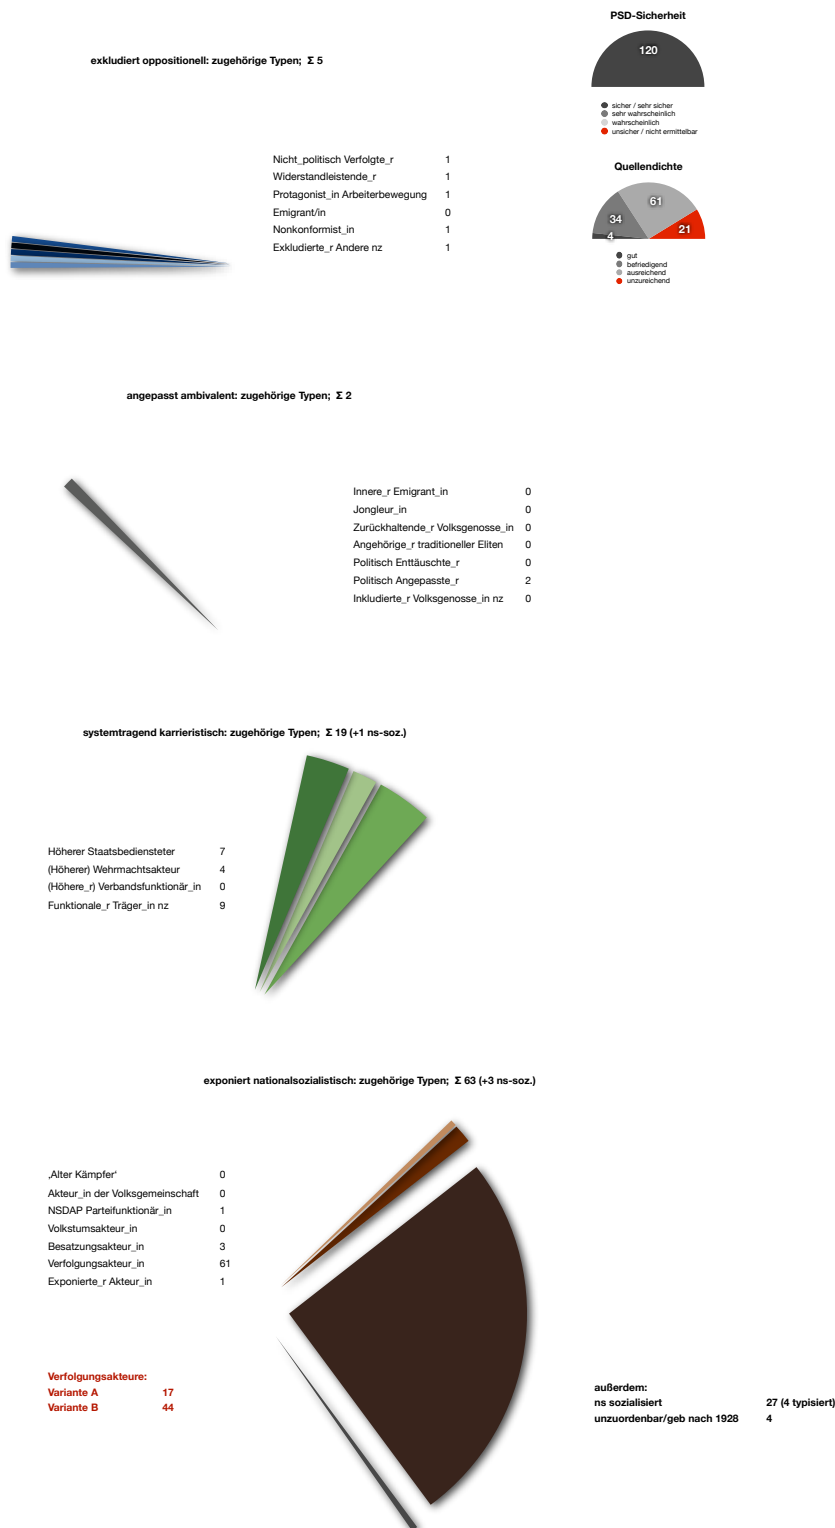 PSD-Sicherheit
120
sicher / sehr sicher
sehr wahrscheinlich
wahrscheinlich
unsicher / nicht ermittelbar
exkludiert oppositionell: zugehörige Typen;  Σ 5
Nicht_politisch Verfolgte_r 1
Widerstandleistende_r 1
Protagonist_in Arbeiterbewegung 1
Emigrant/in 0
Nonkonformist_in 1
Exkludierte_r Andere nz 1
Quellendichte
61
34
21
4
gut
befriedigend
ausreichend
unzureichend
angepasst ambivalent: zugehörige Typen;  Σ 2
Innere_r Emigrant_in 0
Jongleur_in 0
Zurückhaltende_r Volksgenosse_in 0
Angehörige_r traditioneller Eliten 0
Politisch Enttäuschte_r 0
Politisch Angepasste_r 2
Inkludierte_r Volksgenosse_in nz 0
systemtragend karrieristisch: zugehörige Typen;  Σ 19 (+1 ns-soz.)
Höherer Staatsbediensteter 7
(Höherer) Wehrmachtsakteur 4
(Höhere_r) Verbandsfunktionär_in 0
Funktionale_r Träger_in nz 9
exponiert nationalsozialistisch: zugehörige Typen;  Σ 63 (+3 ns-soz.)
‚Alter Kämpfer‘ 0
Akteur_in der Volksgemeinschaft 0
NSDAP Parteifunktionär_in 1
Volkstumsakteur_in 0
Besatzungsakteur_in 3
Verfolgungsakteur_in 61
Exponierte_r Akteur_in 1
Verfolgungsakteure:
Variante A 17
Variante B 44
außerdem:
ns sozialisiert 27 (4 typisiert)
unzuordenbar/geb nach 1928 4